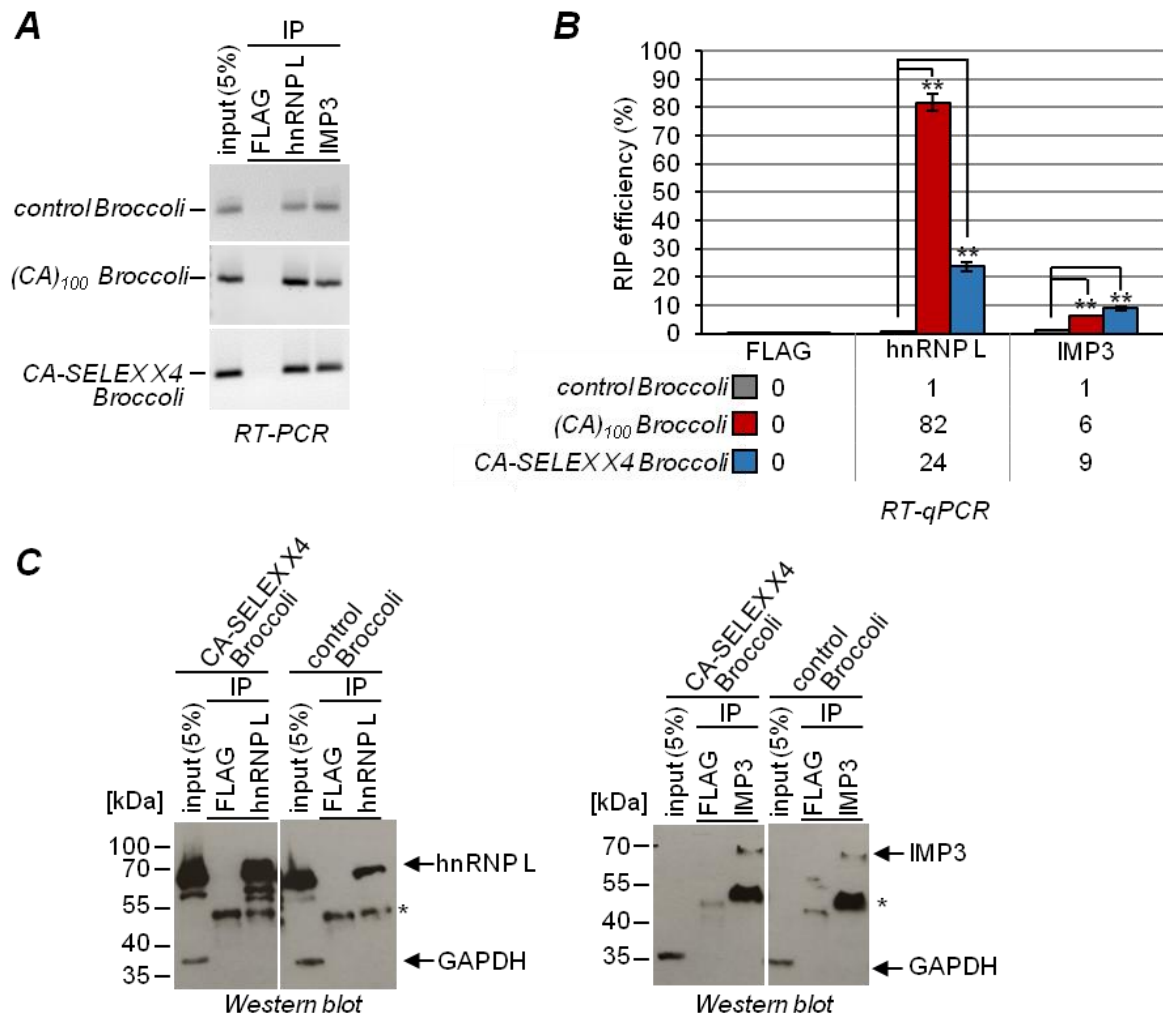 A
IP
input (5%)
FLAG
hnRNP L
IMP3
control Broccoli
(CA)100 Broccoli
CA-SELEX X4
Broccoli
RT-PCR
B
RIP efficiency (%)
100
90
80
70
60
50
40
30
20
10
0
**
**
**
**
FLAG hnRNP L IMP3
control Broccoli 0 1 1
(CA)100 Broccoli 0 82 6
CA-SELEX X4 Broccoli 0 24 9
RT-qPCR
C
CA-SELEX X4
Broccoli
control
Broccoli
IP
IP
input (5%)
FLAG
hnRNP L
input (5%)
FLAG
hnRNP L
[kDa]
100
70
55
40
35
hnRNP L
*
GAPDH
Western blot
CA-SELEX X4
Broccoli
control
Broccoli
IP
IP
input (5%)
FLAG
IMP3
input (5%)
FLAG
IMP3
[kDa]
70
55
40
35
IMP3
*
GAPDH
Western blot